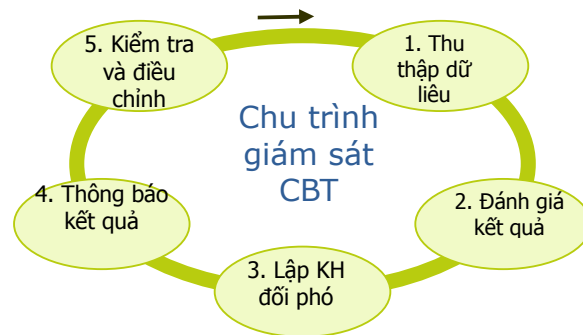 5. Kiểm tra
và điều
chỉnh
1. Thu
thập dữ
liêu
Chu trình
giám sát
CBT
4. Thông báo
kết quả
2. Đánh giá
kết quả
3. Lập KH
đối phó